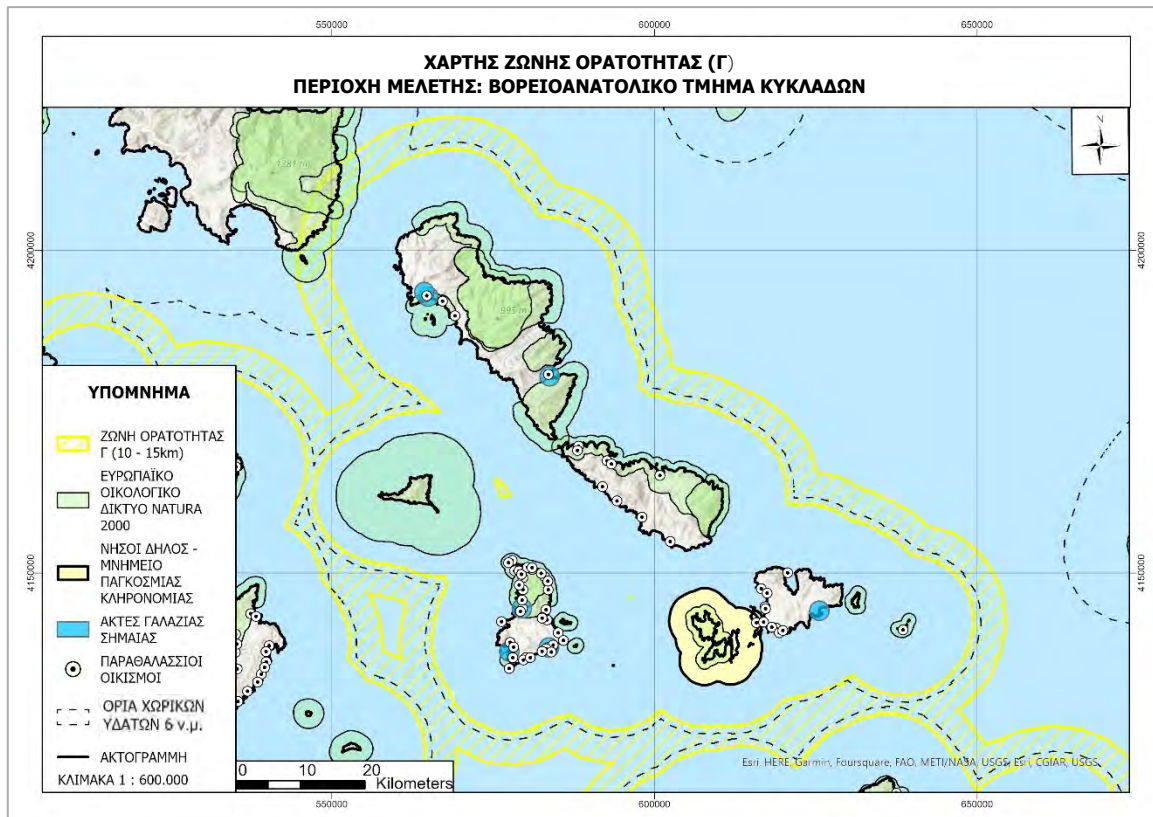 550000 600000 650000
ΧΑΡΤΗΣ ΖΩΝΗΣ ΟΡΑΤΟΤΗΤΑΣ (Γ)
ΠΕΡΙΟΧΗ ΜΕΛΕΤΗΣ: ΒΟΡΕΙΟΑΝΑΤΟΛΙΚΟ ΤΜΗΜΑ ΚΥΚΛΑΔΩΝ
1381 m
4200000 4200000
995 m
ΥΠΟΜΝΗΜΑ
ΖΩΝΗ ΟΡΑΤΟΤΗΤΑΣ
Γ (10 - 15km)
ΕΥΡΩΠΑΪΚΟ
ΟΙΚΟΛΟΓΙΚΟ
ΔΙΚΤΥΟ NATURA
2000
ΝΗΣΟΙ ΔΗΛΟΣ -
ΜΝΗΜΕΙΟ
ΠΑΓΚΟΣΜΙΑΣ
ΚΛΗΡΟΝΟΜΙΑΣ
ΑΚΤΕΣ ΓΑΛΑΖΙΑΣ
ΣΗΜΑΙΑΣ
ΠΑΡΑΘΑΛΑΣΣΙΟΙ
ΟΙΚΙΣΜΟΙ
ΟΡΙΑ ΧΩΡΙΚΩΝ
ΥΔΑΤΩΝ 6 ν.μ.
ΑΚΤΟΓΡΑΜΜΗ
ΚΛΙΜΑΚΑ 1 : 600.000
4150000 4150000
0 5 10 20
Kilometers
Esri, HERE, Garmin, Foursquare, FAO, METI/NASA, USGS, Esri, CGIAR, USGS
550000 600000 650000